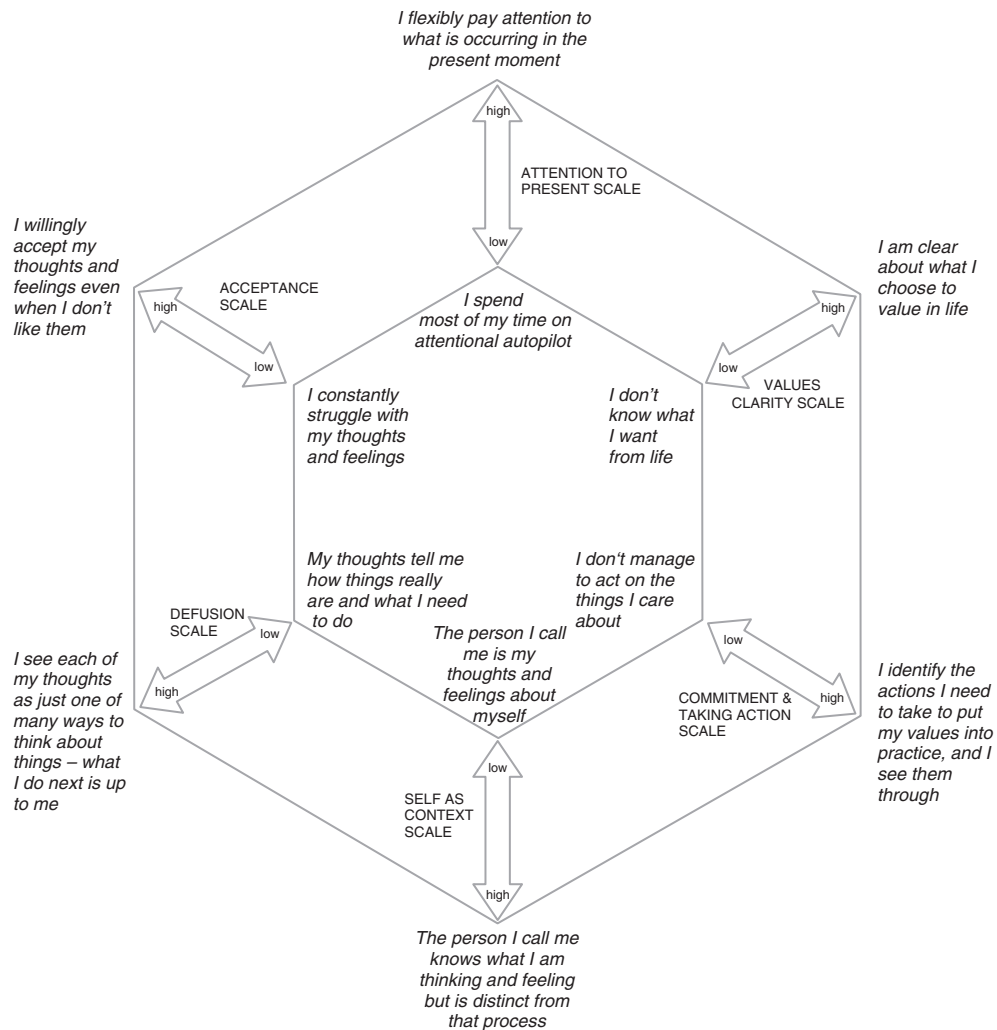 I flexibly pay attention to
what is occurring in the
present moment
high
ATTENTION TO
PRESENT SCALE
low
I willingly
accept my
thoughts and
feelings even
when I don't
like them
high
ACCEPTANCE
SCALE
low
I spend
most of my time on
attentional autopilot
I am clear
about what I
choose to
value in life
high
low
VALUES
CLARITY SCALE
I constantly
struggle with
my thoughts
and feelings
I don't
know what
I want
from life
My thoughts tell me
how things really
are and what I need
to do
I don‘t manage
to act on the
things I care
about
DEFUSION
SCALE
low
high
The person I call
me is my
thoughts and
feelings about
myself
low
high
COMMITMENT &
TAKING ACTION
SCALE
I see each of
my thoughts
as just one of
many ways to
think about
things – what
I do next is up
to me
I identify the
actions I need
to take to put
my values into
practice, and I
see them
through
low
SELF AS
CONTEXT
SCALE
high
The person I call me
knows what I am
thinking and feeling
but is distinct from
that process